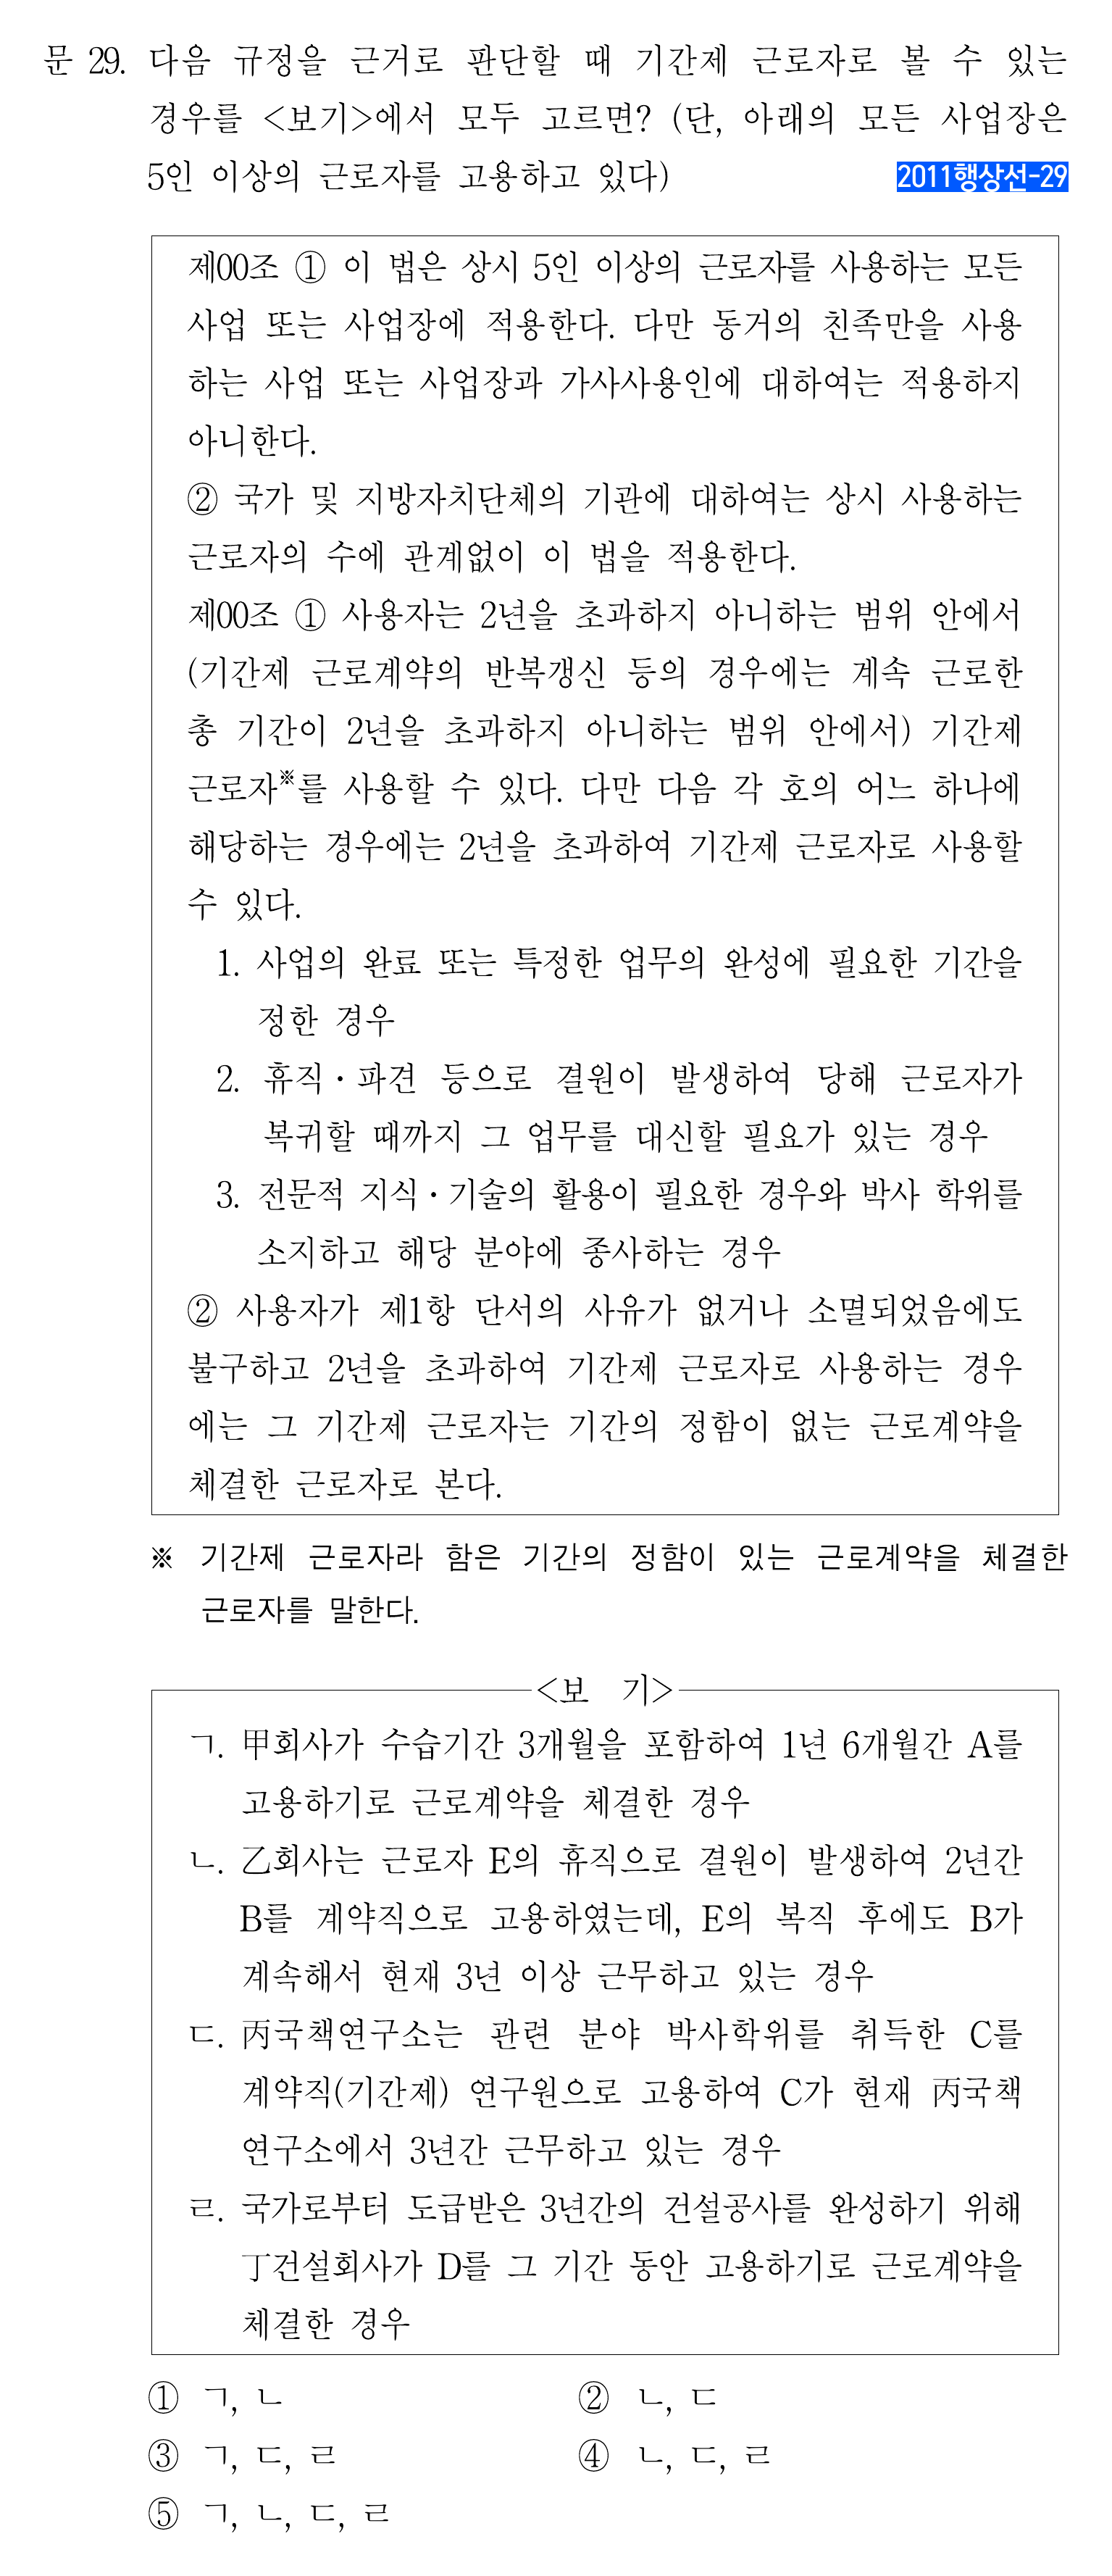 문 29. 다음 규정을 근거로 판단할 때 기간제 근로자로 볼 수 있는
경우를 <보기>에서 모두 고르면? (단, 아래의 모든 사업장은
5인 이상의 근로자를 고용하고 있다)
2011행상선-29
제00조 ① 이 법은 상시 5인 이상의 근로자를 사용하는 모든
사업 또는 사업장에 적용한다. 다만 동거의 친족만을 사용
하는 사업 또는 사업장과 가사사용인에 대하여는 적용하지
아니한다.
② 국가 및 지방자치단체의 기관에 대하여는 상시 사용하는
근로자의 수에 관계없이 이 법을 적용한다.
제00조 ① 사용자는 2년을 초과하지 아니하는 범위 안에서
(기간제 근로계약의 반복갱신 등의 경우에는 계속 근로한
총 기간이 2년을 초과하지 아니하는 범위 안에서) 기간제
근로자※를 사용할 수 있다. 다만 다음 각 호의 어느 하나에
해당하는 경우에는 2년을 초과하여 기간제 근로자로 사용할
수 있다.
1. 사업의 완료 또는 특정한 업무의 완성에 필요한 기간을
정한 경우
2. 휴직·파견 등으로 결원이 발생하여 당해 근로자가
복귀할 때까지 그 업무를 대신할 필요가 있는 경우
3. 전문적 지식·기술의 활용이 필요한 경우와 박사 학위를
소지하고 해당 분야에 종사하는 경우
② 사용자가 제1항 단서의 사유가 없거나 소멸되었음에도
불구하고 2년을 초과하여 기간제 근로자로 사용하는 경우
에는 그 기간제 근로자는 기간의 정함이 없는 근로계약을
체결한 근로자로 본다.
※ 기간제 근로자라 함은 기간의 정함이 있는 근로계약을 체결한
근로자를 말한다.
<보 기>
ㄱ. 甲회사가 수습기간 3개월을 포함하여 1년 6개월간 A를
고용하기로 근로계약을 체결한 경우
ㄴ. 乙회사는 근로자 E의 휴직으로 결원이 발생하여 2년간
B를 계약직으로 고용하였는데, E의 복직 후에도 B가
계속해서 현재 3년 이상 근무하고 있는 경우
ㄷ. 丙국책연구소는 관련 분야 박사학위를 취득한 C를
계약직(기간제) 연구원으로 고용하여 C가 현재 丙국책
연구소에서 3년간 근무하고 있는 경우
ㄹ. 국가로부터 도급받은 3년간의 건설공사를 완성하기 위해
丁건설회사가 D를 그 기간 동안 고용하기로 근로계약을
체결한 경우
① ㄱ, ㄴ
② ㄴ, ㄷ
③ ㄱ, ㄷ, ㄹ
④ ㄴ, ㄷ, ㄹ
⑤ ㄱ, ㄴ, ㄷ, ㄹ